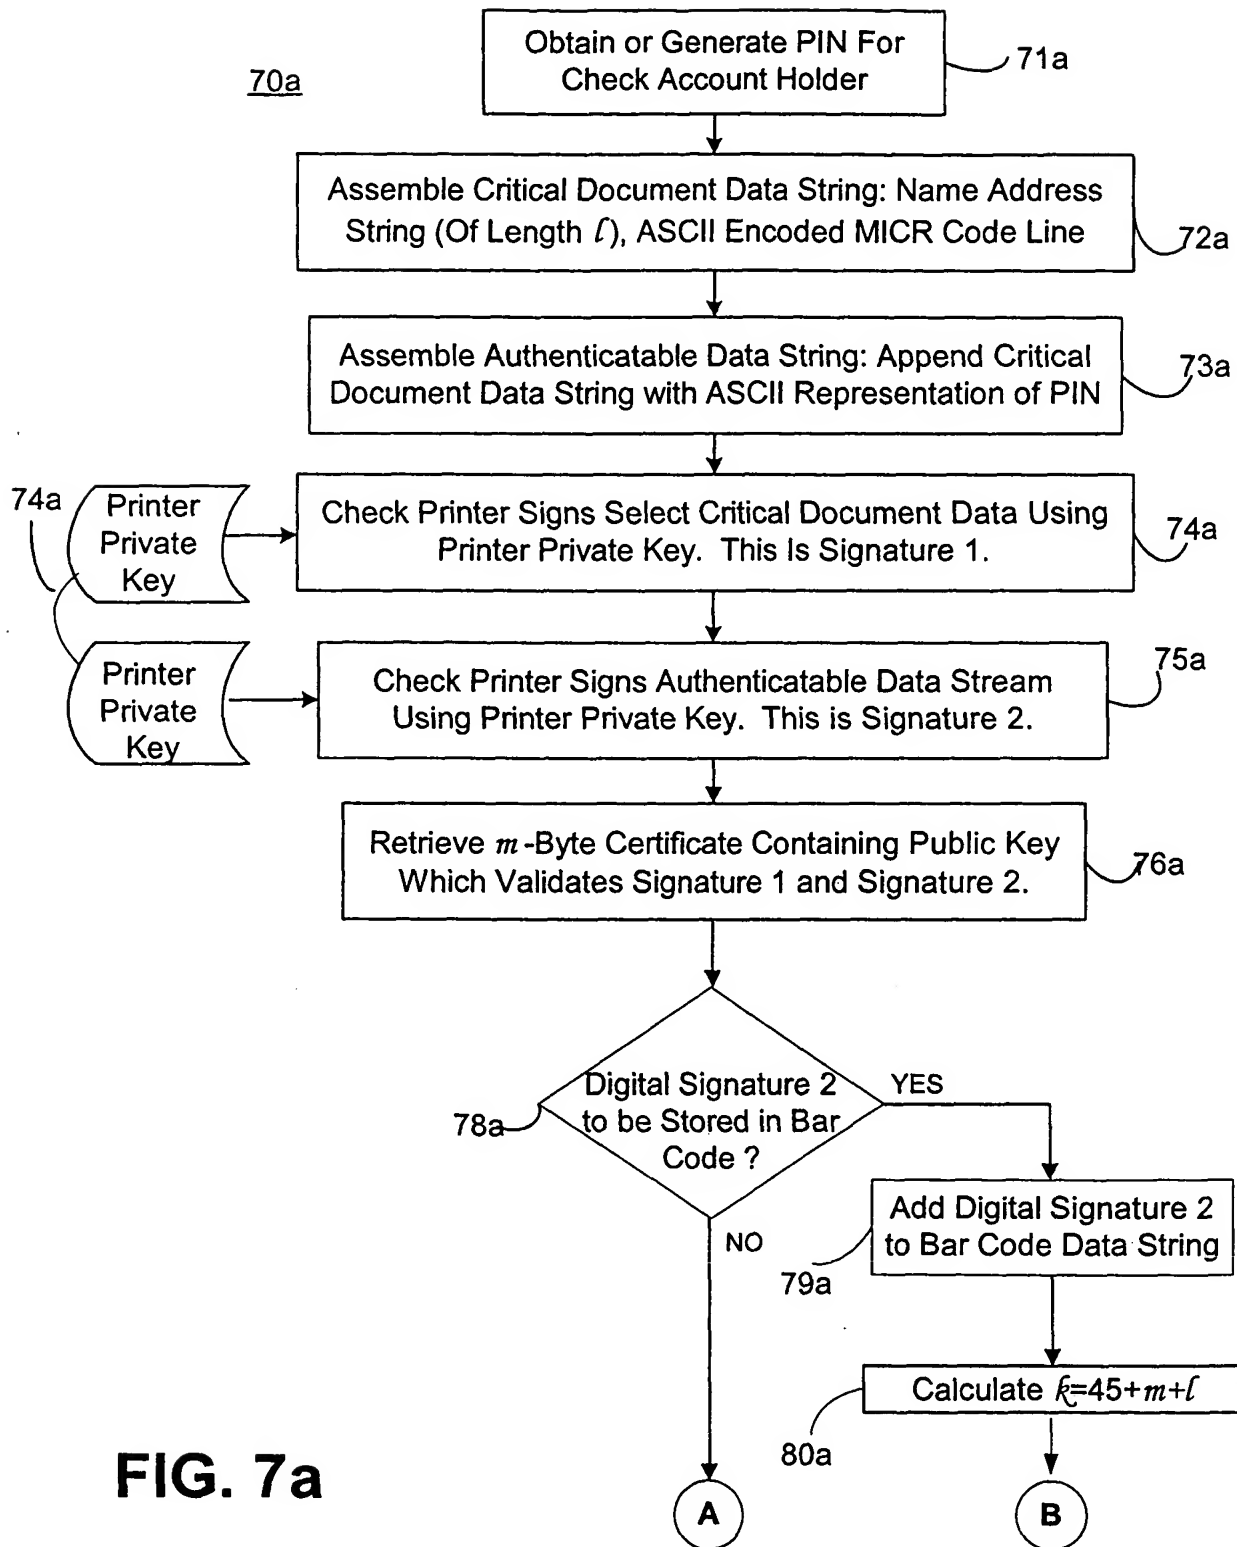 70a
Obtain or Generate PIN For
Check Account Holder
71a
Assemble Critical Document Data String: Name Address
String (Of Length ℓ), ASCII Encoded MICR Code Line
72a
Assemble Authenticatable Data String: Append Critical
Document Data String with ASCII Representation of PIN
73a
74a
Printer
Private
Key
Check Printer Signs Select Critical Document Data Using
Printer Private Key. This Is Signature 1.
74a
Printer
Private
Key
Check Printer Signs Authenticatable Data Stream
Using Printer Private Key. This is Signature 2.
75a
Retrieve m-Byte Certificate Containing Public Key
Which Validates Signature 1 and Signature 2.
76a
Digital Signature 2
to be Stored in Bar
Code ?
78a
YES
NO
Add Digital Signature 2
to Bar Code Data String
79a
Calculate k=45+m+ℓ
80a
A
B
FIG. 7a